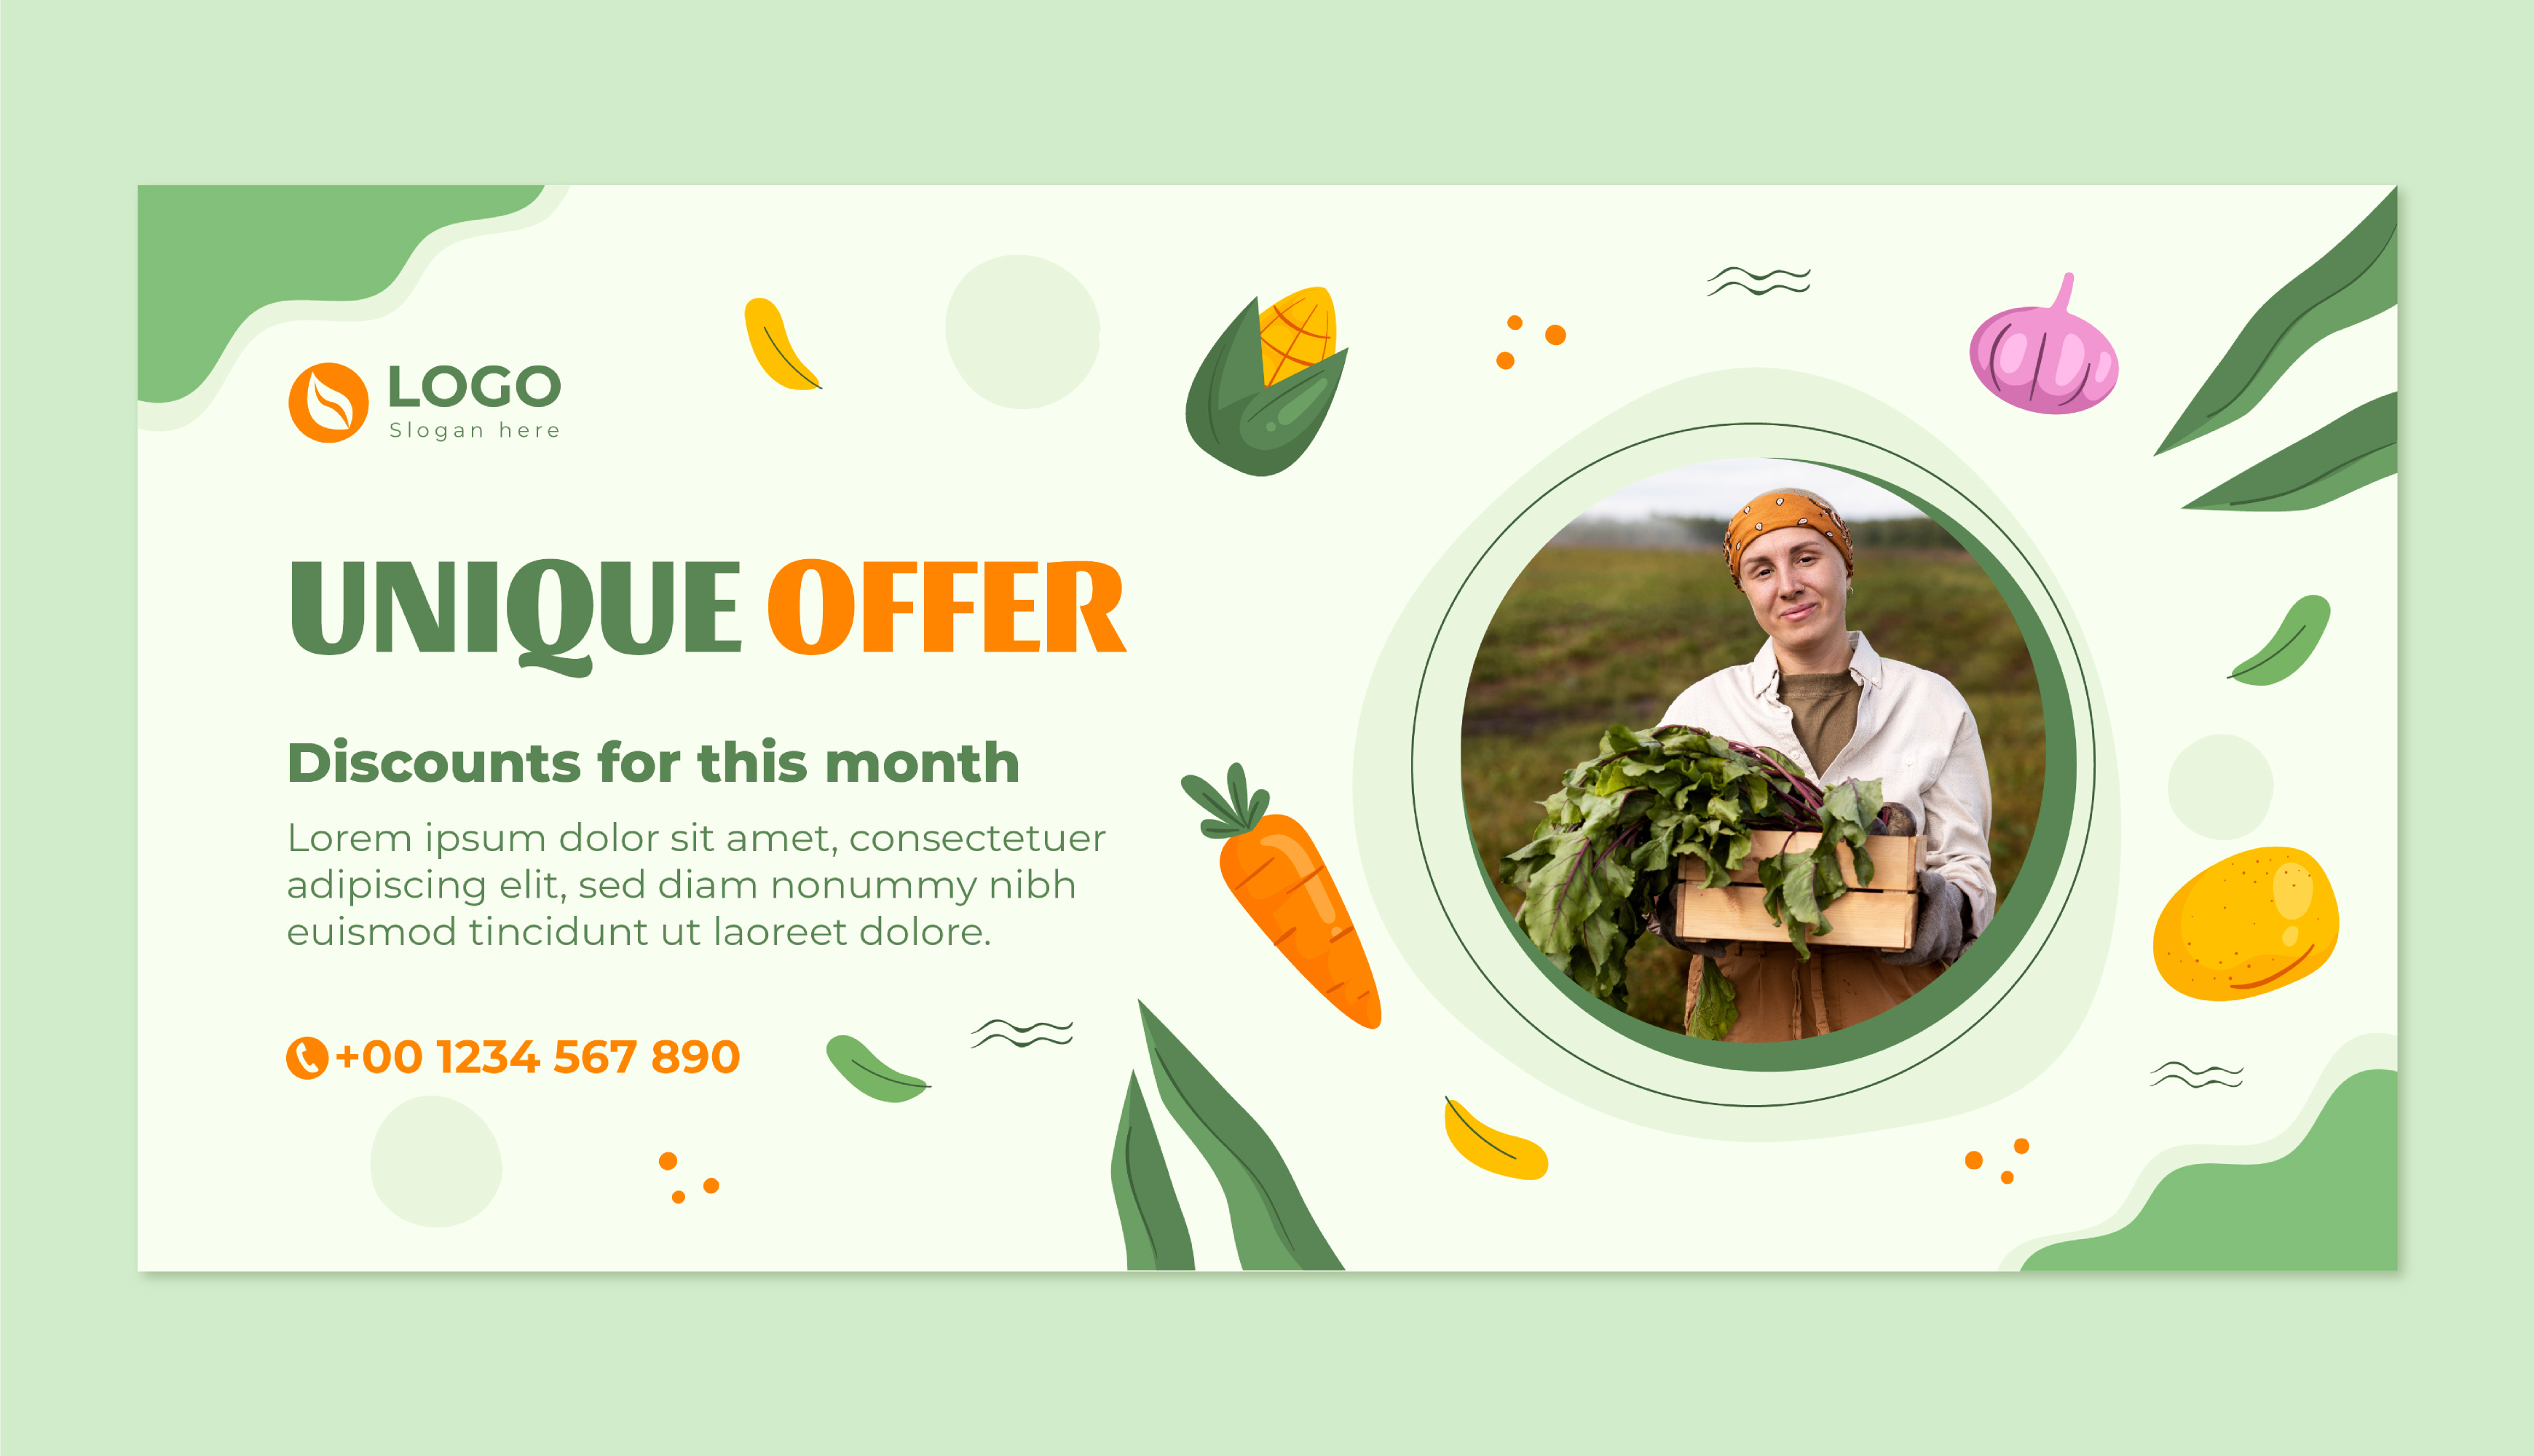 LOGO
Slogan here
UNIQUE OFFER
Discounts for this month
Lorem ipsum dolor sit amet, consectetuer
adipiscing elit, sed diam nonummy nibh
euismod tincidunt ut laoreet dolore.
+00 1234 567 890